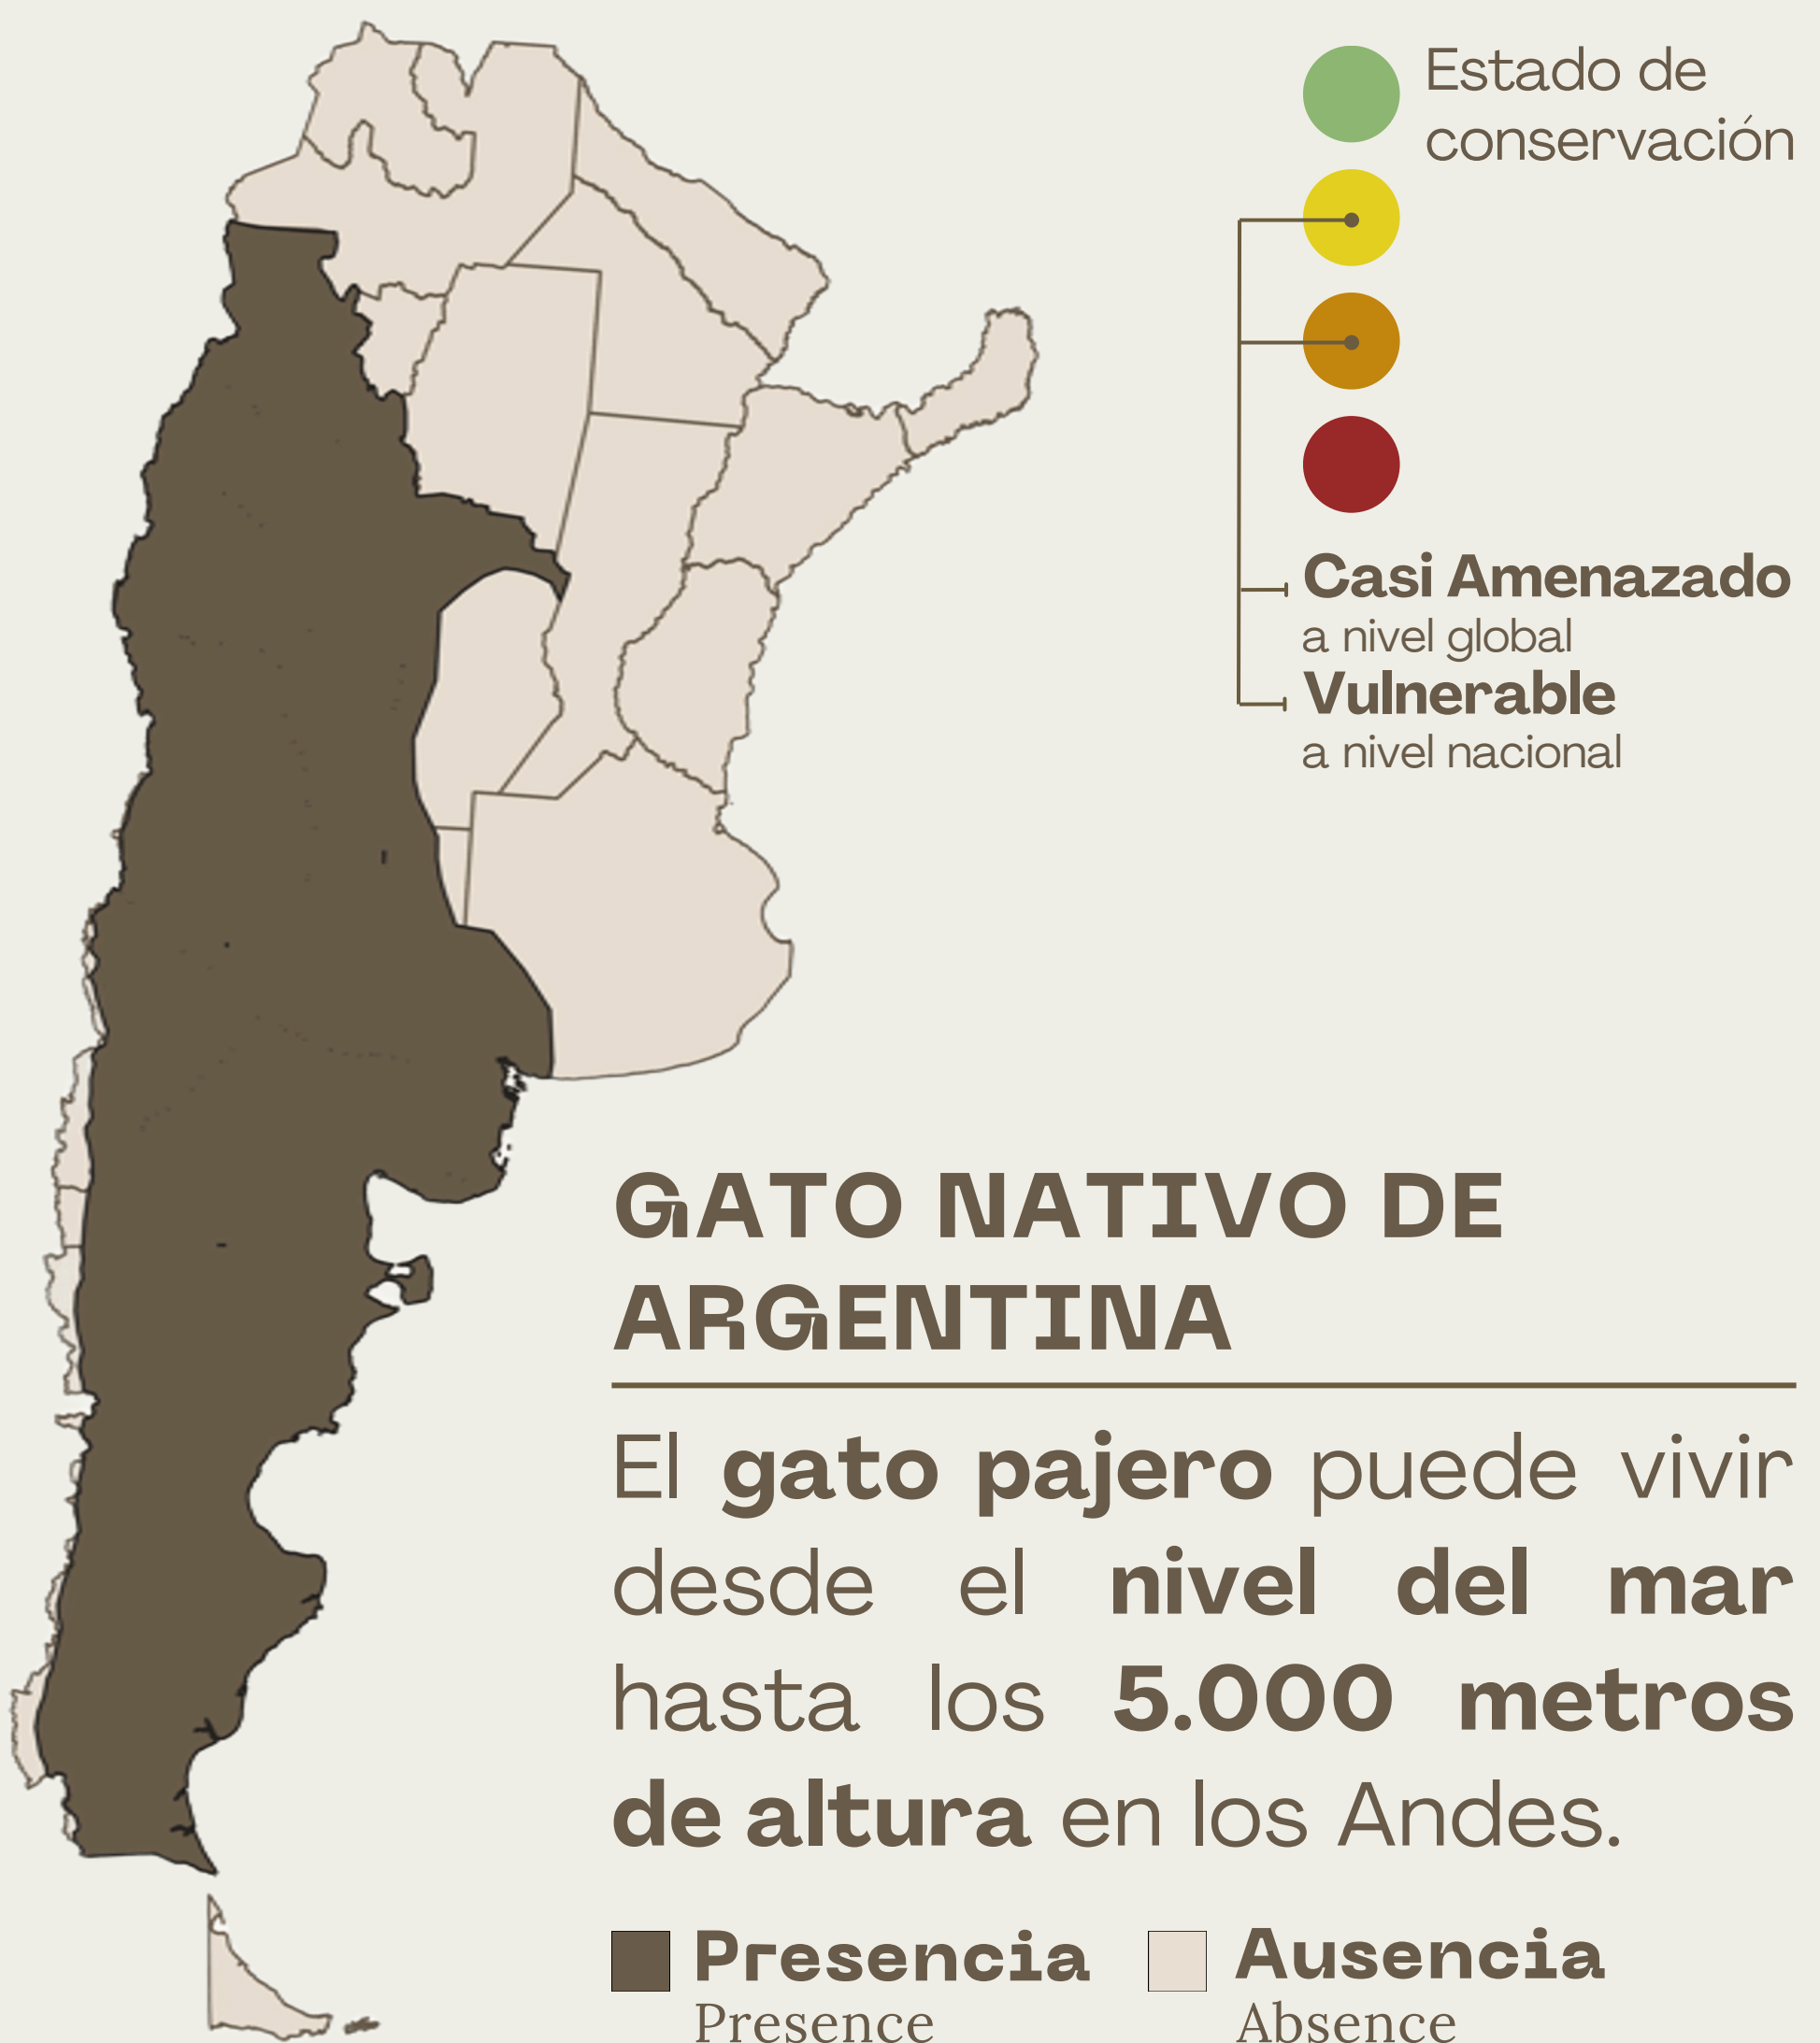 Estado de
conservación
Casi Amenazado
a nivel global
Vulnerable
a nivel nacional
GATO NATIVO DE
ARGENTINA
El gato pajero puede vivir
desde el nivel del mar
hasta los 5.000 metros
de altura en los Andes.
Presencia
Presence
Ausencia
Absence